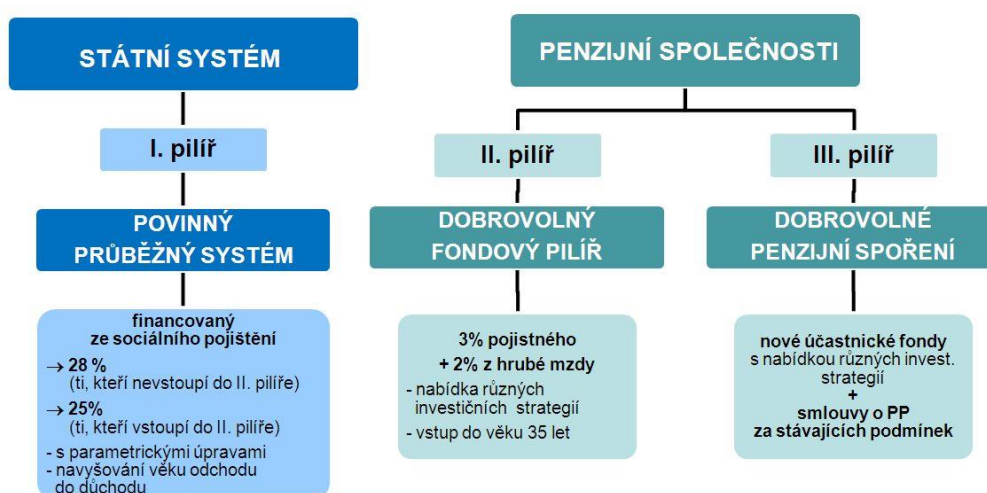 STÁTNÍ SYSTÉM
PENZIJNÍ SPOLEČNOSTI
I. pilíř
II. pilíř
III. pilíř
POVINNÝ
PRŮBĚŽNÝ SYSTÉM
DOBROVOLNÝ
FONDOVÝ PILÍŘ
DOBROVOLNÉ
PENZIJNÍ SPOŘENÍ
financovaný
ze sociálního pojištění
→ 28 %
(ti, kteří nevstoupí do II. pilíře)
→ 25%
(ti, kteří vstoupí do II. pilíře)
- s parametrickými úpravami
- navyšování věku odchodu
do důchodu
3% pojistného
+ 2% z hrubé mzdy
- nabídka různých
investičních strategií
- vstup do věku 35 let
nové účastnické fondy
s nabídkou různých invest.
strategií
+
smlouvy o PP
za stávajících podmínek